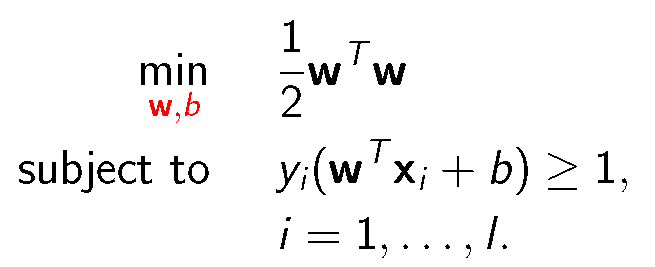 min w,b 1/2 w^T w
subject to y_i(w^T x_i + b) ≥ 1,
i = 1, . . . , l.